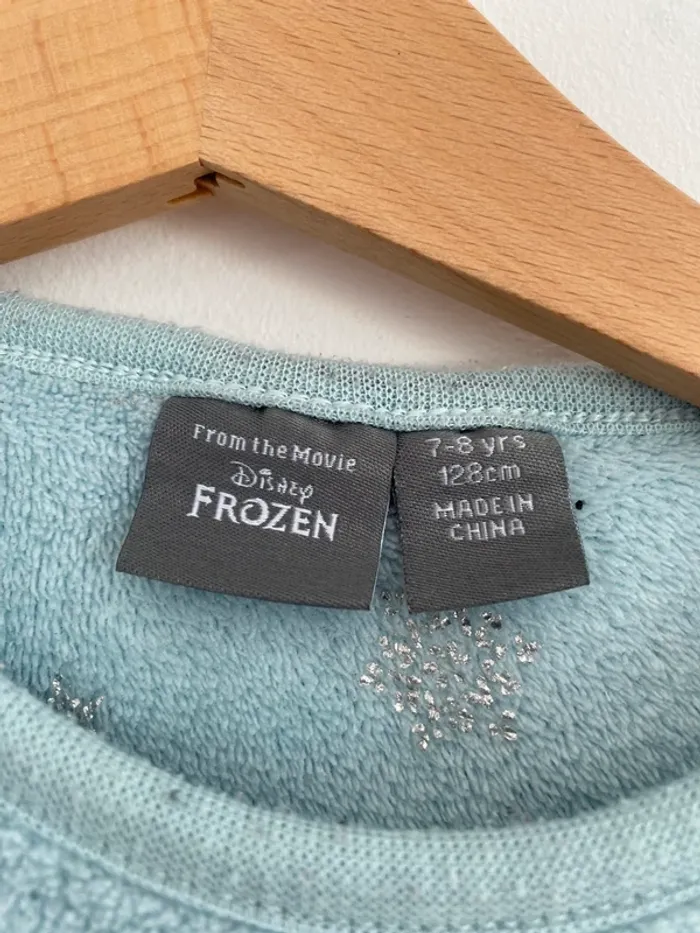 From the Movie
Disney
FROZEN
7-8 yrs
128cm
MADE IN
CHINA